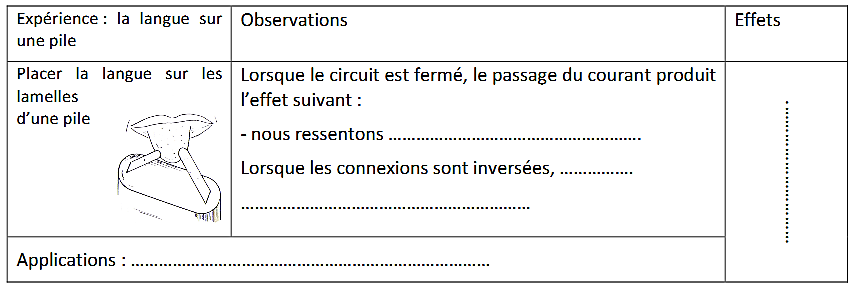 Expérience : la langue sur une pile
Observations
Effets
Placer la langue sur les lamelles
d’une pile
Lorsque le circuit est fermé, le passage du courant produit
l’effet suivant :
- nous ressentons ……………………………………………….
Lorsque les connexions sont inversées, …………….
………………………………………………………
Applications : ……………………………………………………………………